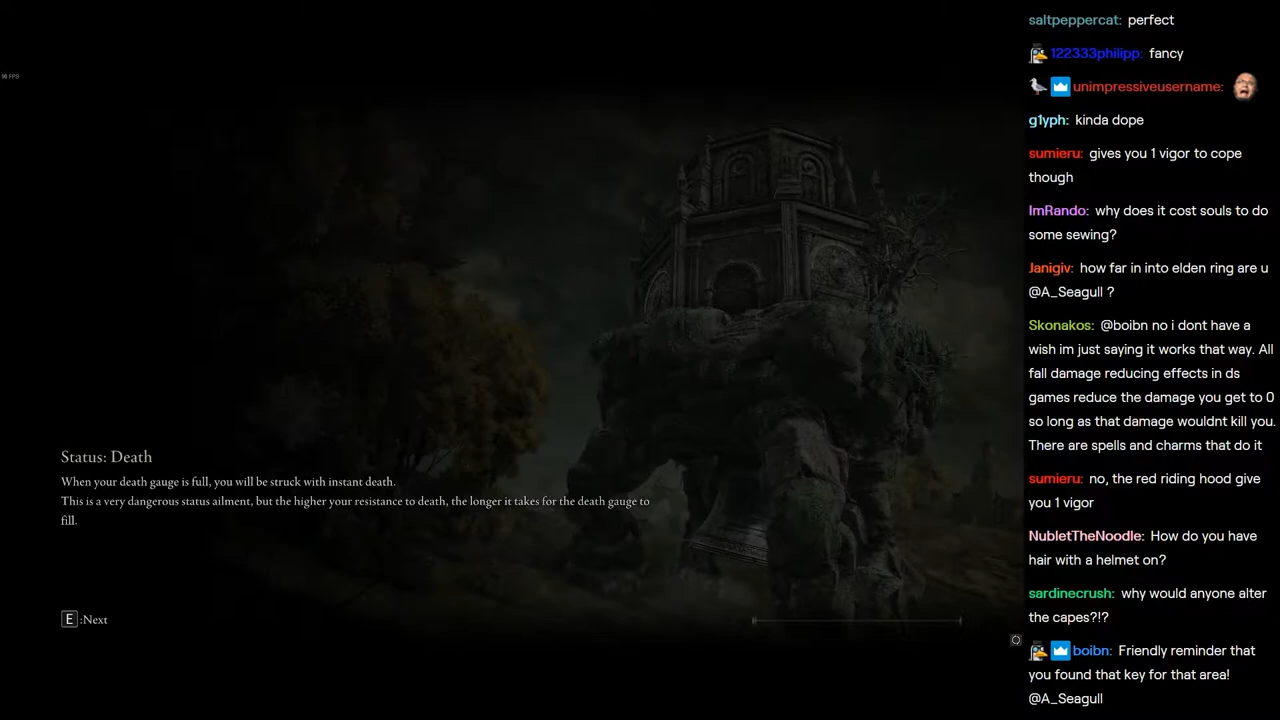 96 FPS
Status: Death
When your death gauge is full, you will be struck with instant death.
This is a very dangerous status ailment, but the higher your resistance to death, the longer it takes for the death gauge to
fill.
E :Next
saltpeppercat: perfect
122333philipp: fancy
unimpressiveusername:
g1yph: kinda dope
sumieru: gives you 1 vigor to cope
though
ImRando: why does it cost souls to do
some sewing?
Janigiv: how far in into elden ring are u
@A_Seagull ?
Skonakos: @boibn no i dont have a
wish im just saying it works that way. All
fall damage reducing effects in ds
games reduce the damage you get to 0
so long as that damage wouldnt kill you.
There are spells and charms that do it
sumieru: no, the red riding hood give
you 1 vigor
NubletTheNoodle: How do you have
hair with a helmet on?
sardinecrush: why would anyone alter
the capes?!?
boibn: Friendly reminder that
you found that key for that area!
@A_Seagull